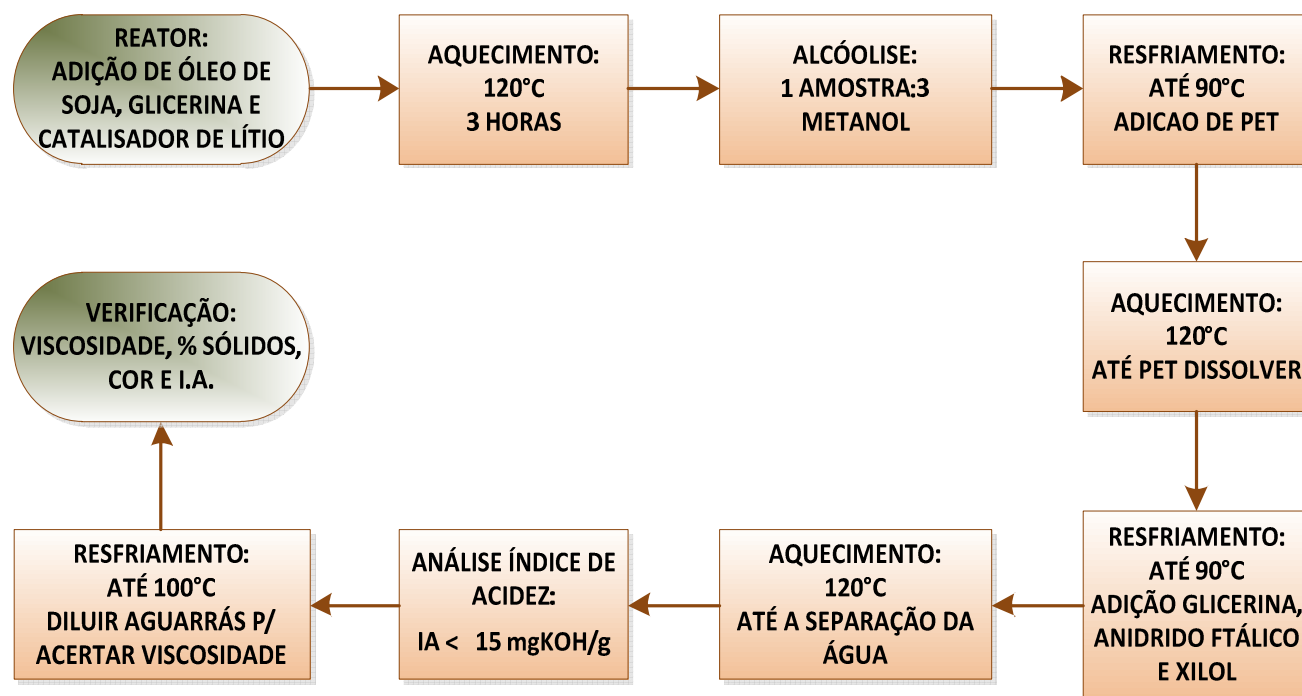 REATOR:
ADIÇÃO DE ÓLEO DE
SOJA, GLICERINA E
CATALISADOR DE LÍTIO
AQUECIMENTO:
120°C
3 HORAS
ALCÓOLISE:
1 AMOSTRA:3
METANOL
RESFRIAMENTO:
ATÉ 90°C
ADICAO DE PET
AQUECIMENTO:
120°C
ATÉ PET DISSOLVER
RESFRIAMENTO:
ATÉ 90°C
ADIÇÃO GLICERINA,
ANIDRIDO FTÁLICO
E XILOL
AQUECIMENTO:
120°C
ATÉ A SEPARAÇÃO DA
ÁGUA
ANÁLISE ÍNDICE DE
ACIDEZ:
IA < 15 mgKOH/g
RESFRIAMENTO:
ATÉ 100°C
DILUIR AGUARRÁS P/
ACERTAR VISCOSIDADE
VERIFICAÇÃO:
VISCOSIDADE, % SÓLIDOS,
COR E I.A.